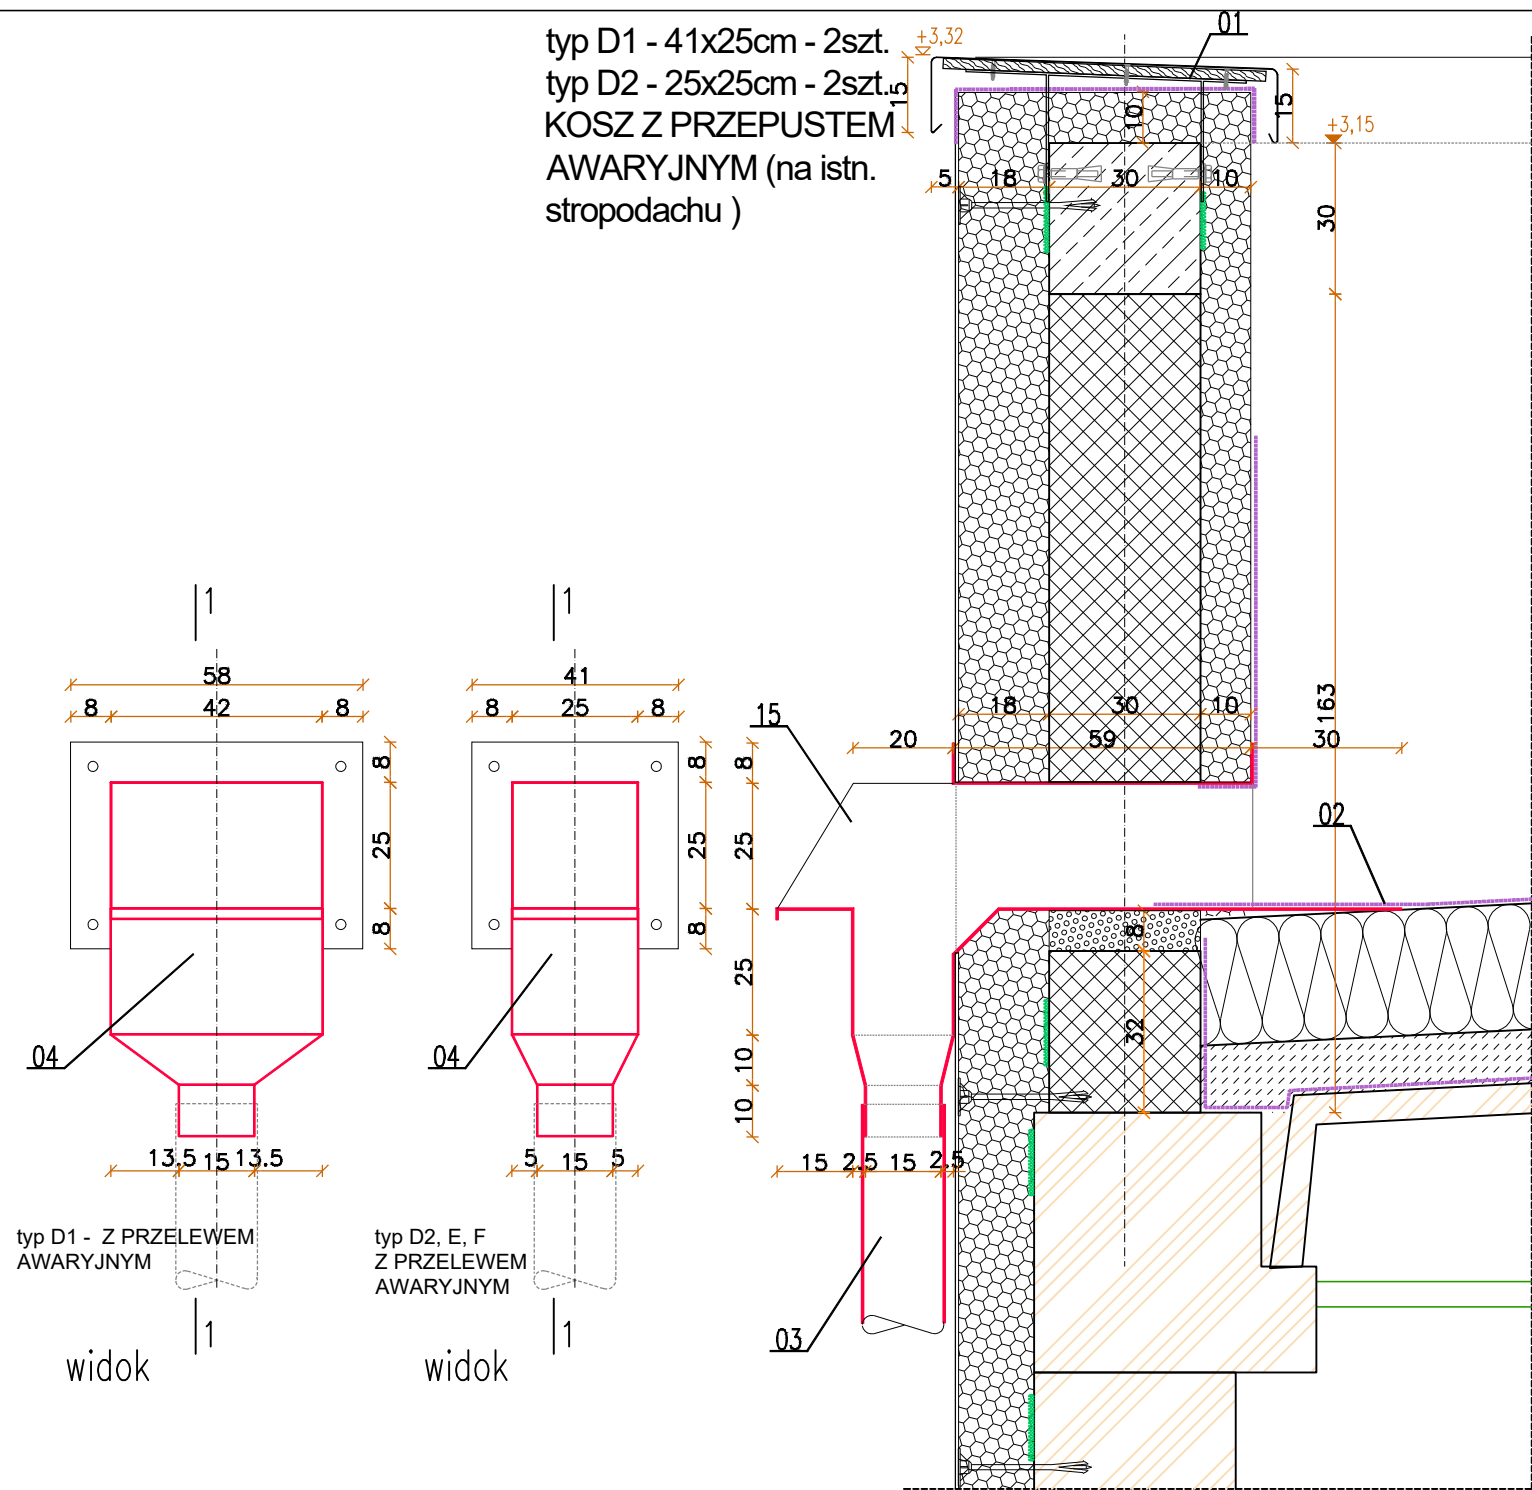 typ D1 - 41x25cm - 2szt.
typ D2 - 25x25cm - 2szt.
KOSZ Z PRZEPUSTEM
AWARYJNYM (na istn.
stropodachu )
+3,32
01
15
15
10
+3,15
5 18 30 10
30
163
18 30 10
20 59 30
15
02
8
25
25
10
10
8
32
15 2.5 15 2.5
03
1
58
8 42 8
8
25
8
04
13.5 15 13.5
typ D1 - Z PRZELEWEM
AWARYJNYM
1
widok
1
41
8 25 8
8
25
8
04
5 15 5
typ D2, E, F
Z PRZELEWEM
AWARYJNYM
1
widok